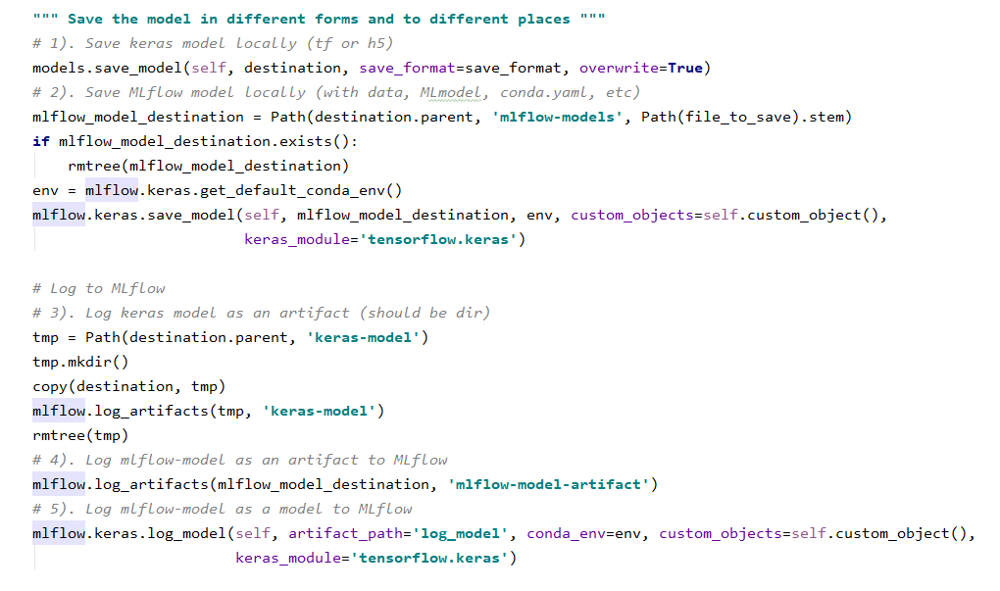 """ Save the model in different forms and to different places """
# 1). Save keras model locally (tf or h5)
models.save_model(self, destination, save_format=save_format, overwrite=True)
# 2). Save MLflow model locally (with data, MLmodel, conda.yaml, etc)
mlflow_model_destination = Path(destination.parent, 'mlflow-models', Path(file_to_save).stem)
if mlflow_model_destination.exists():
    rmtree(mlflow_model_destination)
env = mlflow.keras.get_default_conda_env()
mlflow.keras.save_model(self, mlflow_model_destination, env, custom_objects=self.custom_object(),
                        keras_module='tensorflow.keras')

# Log to MLflow
# 3). Log keras model as an artifact (should be dir)
tmp = Path(destination.parent, 'keras-model')
tmp.mkdir()
copy(destination, tmp)
mlflow.log_artifacts(tmp, 'keras-model')
rmtree(tmp)
# 4). Log mlflow-model as an artifact to MLflow
mlflow.log_artifacts(mlflow_model_destination, 'mlflow-model-artifact')
# 5). Log mlflow-model as a model to MLflow
mlflow.keras.log_model(self, artifact_path='log_model', conda_env=env, custom_objects=self.custom_object(),
                       keras_module='tensorflow.keras')